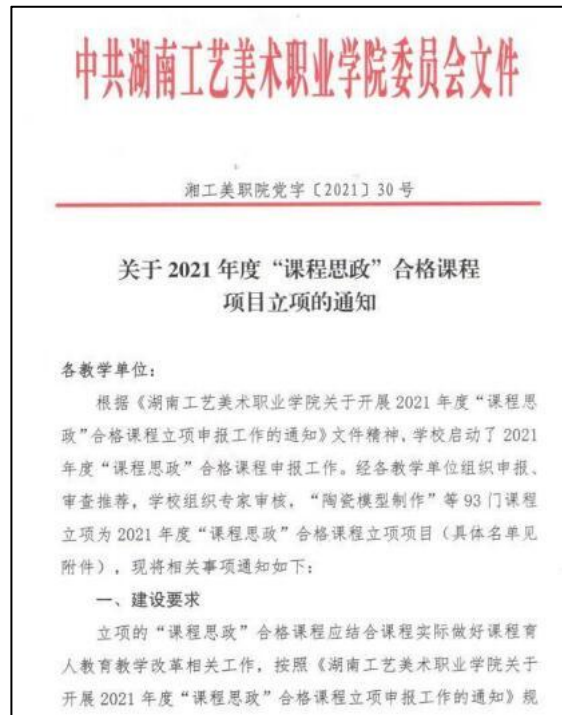 中共湖南工艺美术职业学院委员会文件
湘工美职院党字〔2021〕30号
关于2021年度“课程思政”合格课程
项目立项的通知
各教学单位：
根据《湖南工艺美术职业学院关于开展2021年度“课程思
政”合格课程立项申报工作的通知》文件精神，学校启动了2021
年度“课程思政”合格课程申报工作。经各教学单位组织申报、
审查推荐，学校组织专家审核，“陶瓷模型制作”等93门课程
立项为2021年度“课程思政”合格课程立项项目（具体名单见
附件），现将相关事项通知如下：
一、建设要求
立项的“课程思政”合格课程应结合课程实际做好课程育
人教育教学改革相关工作，按照《湖南工艺美术职业学院关于
开展2021年度“课程思政”合格课程立项申报工作的通知》规